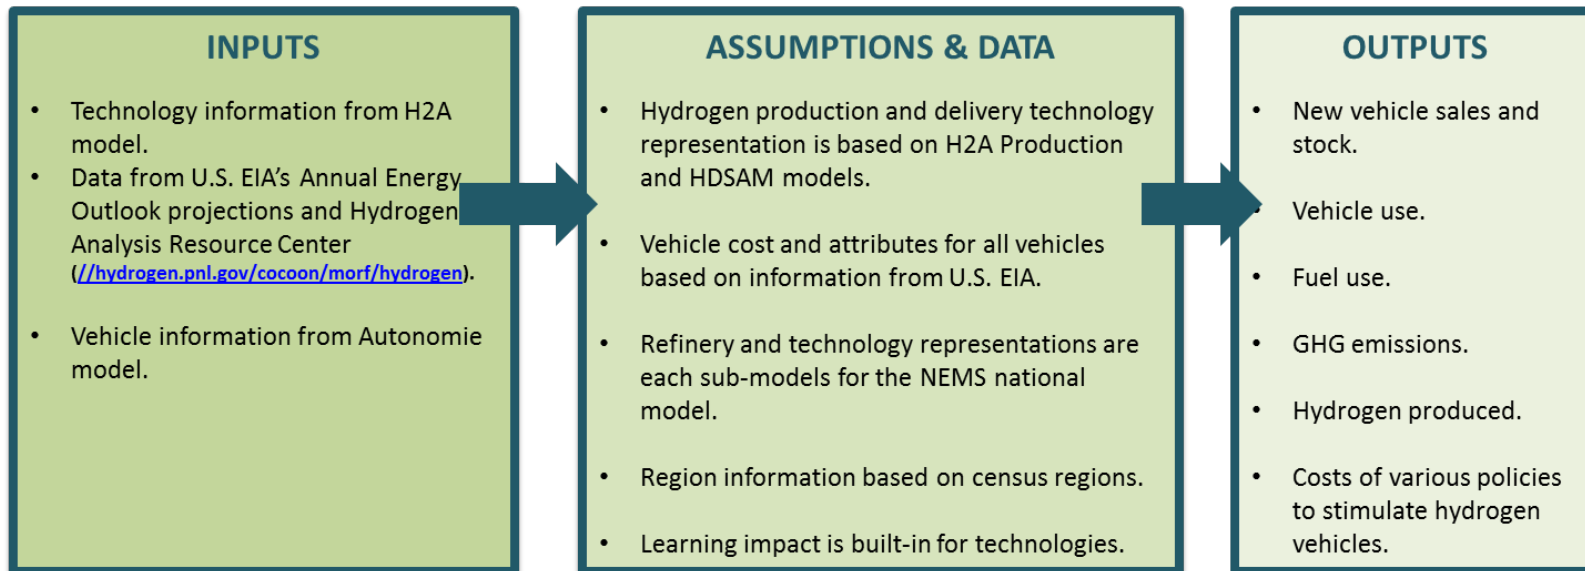 INPUTS
• Technology information from H2A
model.
• Data from U.S. EIA’s Annual Energy
Outlook projections and Hydrogen
Analysis Resource Center
(//hydrogen.pnl.gov/cocoon/morf/hydrogen).
• Vehicle information from Autonomie
model.
ASSUMPTIONS & DATA
• Hydrogen production and delivery technology
representation is based on H2A Production
and HDSAM models.
• Vehicle cost and attributes for all vehicles
based on information from U.S. EIA.
• Refinery and technology representations are
each sub-models for the NEMS national
model.
• Region information based on census regions.
• Learning impact is built-in for technologies.
OUTPUTS
• New vehicle sales and
stock.
• Vehicle use.
• Fuel use.
• GHG emissions.
• Hydrogen produced.
• Costs of various policies
to stimulate hydrogen
vehicles.